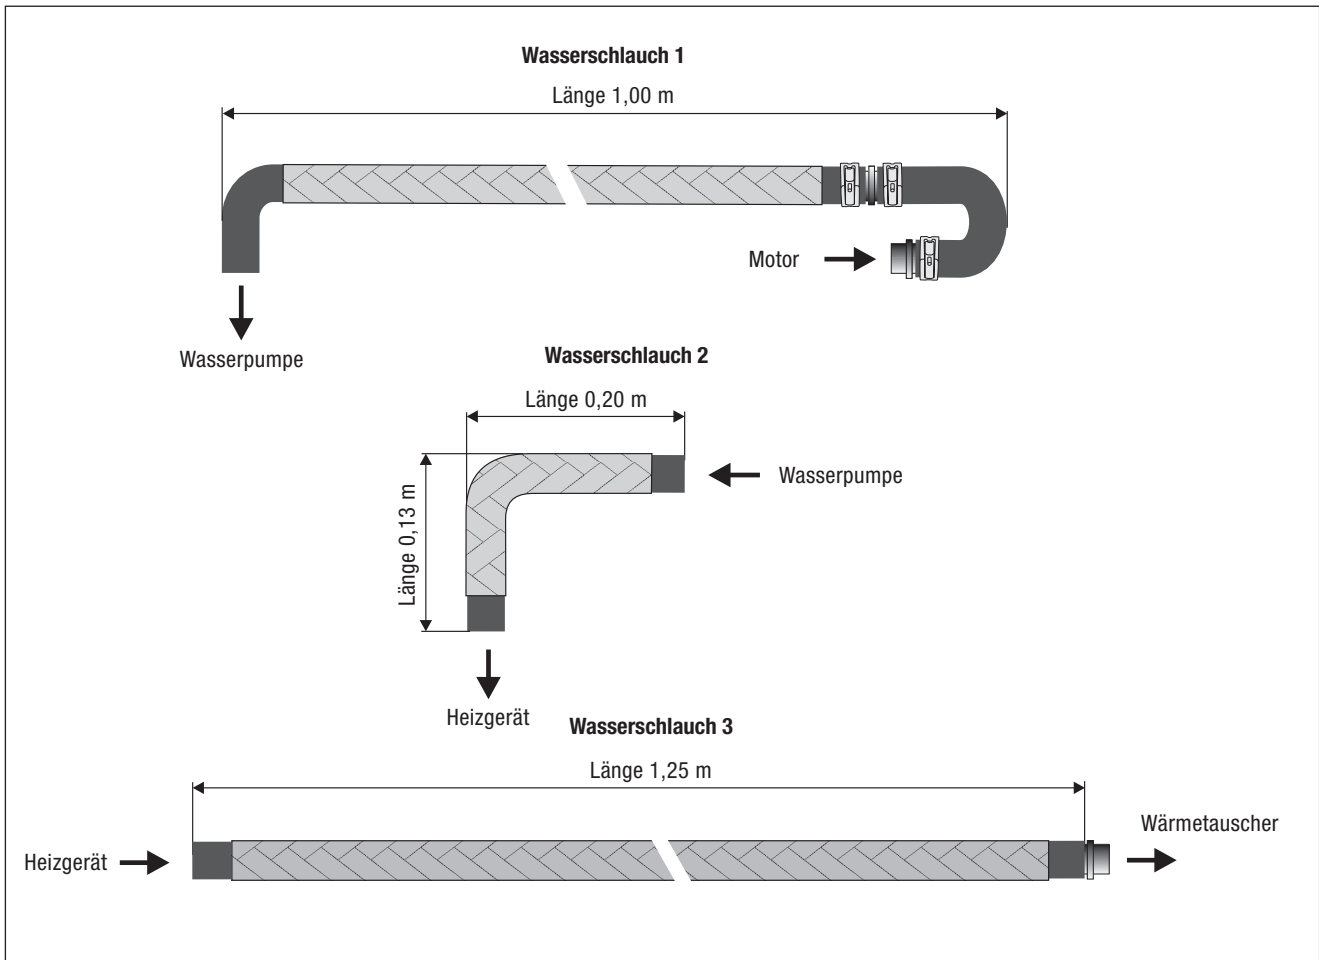 Wasserschlauch 1
Länge 1,00 m
Motor
Wasserpumpe
Wasserschlauch 2
Länge 0,20 m
Wasserpumpe
Länge 0,13 m
Heizgerät
Wasserschlauch 3
Länge 1,25 m
Wärmetauscher
Heizgerät